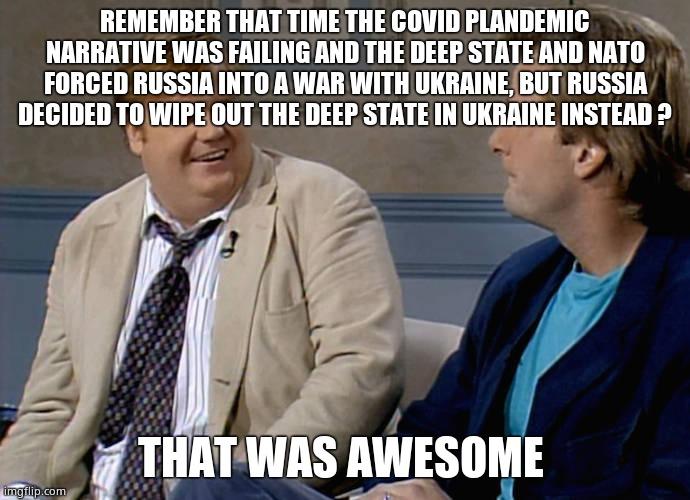 REMEMBER THAT TIME THE COVID PLANDEMIC
NARRATIVE WAS FAILING AND THE DEEP STATE AND NATO
FORCED RUSSIA INTO A WAR WITH UKRAINE, BUT RUSSIA
DECIDED TO WIPE OUT THE DEEP STATE IN UKRAINE INSTEAD ?
THAT WAS AWESOME
imgflip.com